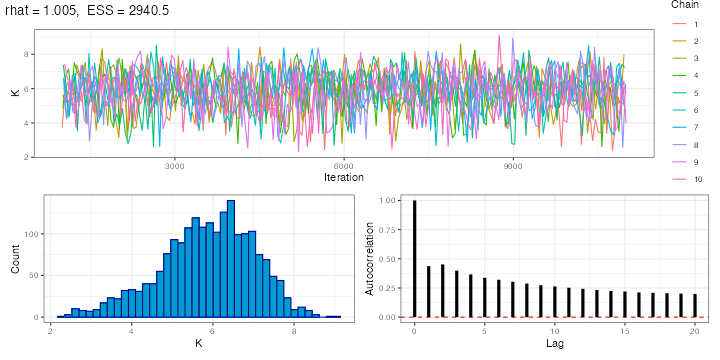 rhat = 1.005,  ESS = 2940.5
Chain
1
2
3
4
5
6
7
8
9
10
K
8
6
4
2
3000 6000 9000
Iteration
Count
100
50
0
2 4 6 8
K
Autocorrelation
1.00
0.75
0.50
0.25
0.00
0 5 10 15 20
Lag